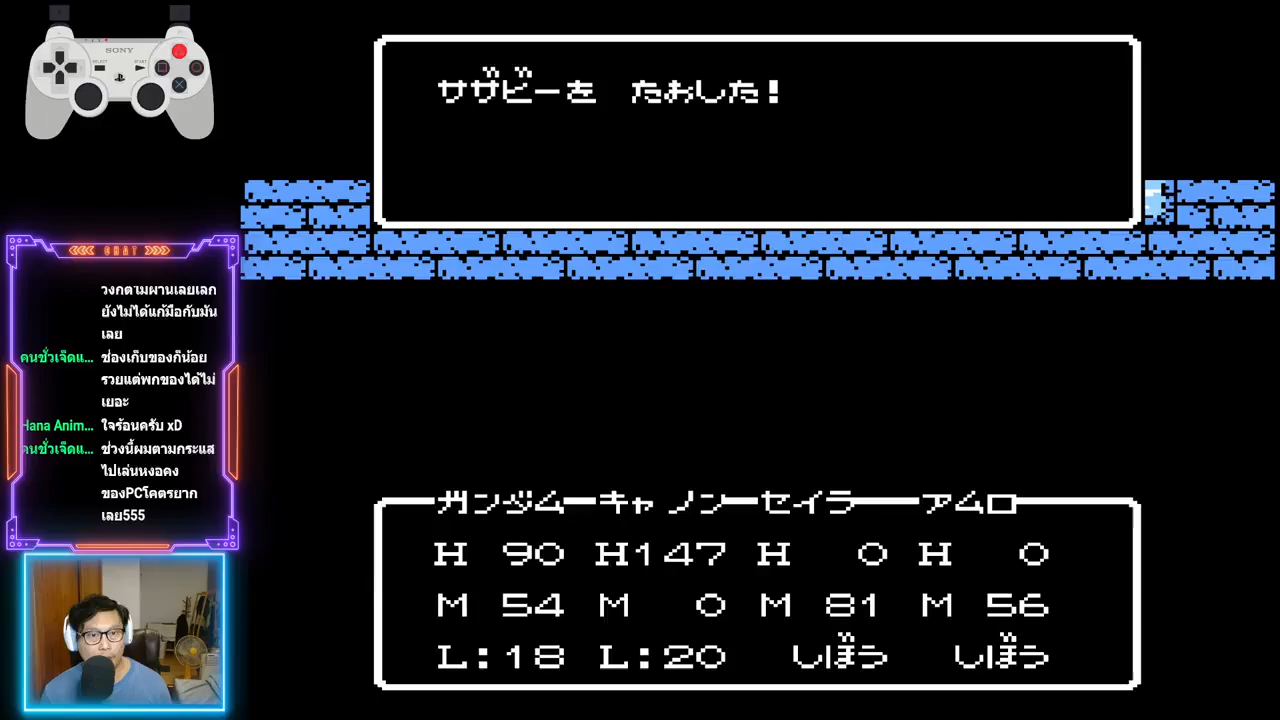 SONY
SELECT
START
サザビーを たおした!
CHAT
วงกตามผานเลยเลก
ยังไม่ได้แก้มือกับมัน
เลย
คนชั่วเจ็ดแ... ช่องเก็บของก็น้อย
รวยแต่พกของได้ไม่
เยอะ
Hana Anim... ใจร้อนครับ xD
คนชั่วเจ็ดแ... ช่วงนี้ผมตามกระแส
ไปเล่นหงอคง
ของPCโคตรยาก
เลย555
ガンダム キャノン セイラ アムロ
H 90 H147 H 0 H 0
M 54 M 0 M 81 M 56
L:18 L:20 しぼう しぼう